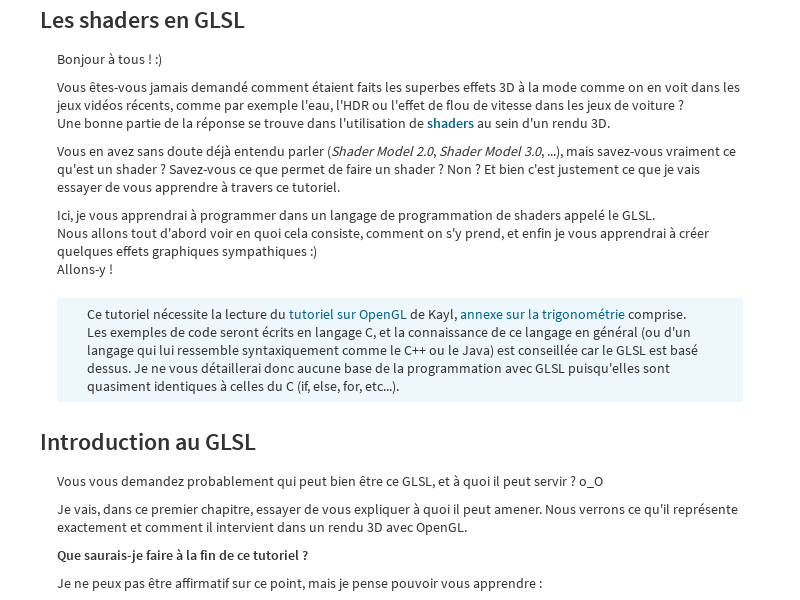 Les shaders en GLSL
Bonjour à tous ! :)
Vous êtes-vous jamais demandé comment étaient faits les superbes effets 3D à la mode comme on en voit dans les
jeux vidéos récents, comme par exemple l'eau, l'HDR ou l'effet de flou de vitesse dans les jeux de voiture ?
Une bonne partie de la réponse se trouve dans l'utilisation de shaders au sein d'un rendu 3D.
Vous en avez sans doute déjà entendu parler (Shader Model 2.0, Shader Model 3.0, ...), mais savez-vous vraiment ce
qu'est un shader ? Savez-vous ce que permet de faire un shader ? Non ? Et bien c'est justement ce que je vais
essayer de vous apprendre à travers ce tutoriel.
Ici, je vous apprendrai à programmer dans un langage de programmation de shaders appelé le GLSL.
Nous allons tout d'abord voir en quoi cela consiste, comment on s'y prend, et enfin je vous apprendrai à créer
quelques effets graphiques sympathiques :)
Allons-y !
Ce tutoriel nécessite la lecture du tutoriel sur OpenGL de Kayl, annexe sur la trigonométrie comprise.
Les exemples de code seront écrits en langage C, et la connaissance de ce langage en général (ou d'un
langage qui lui ressemble syntaxiquement comme le C++ ou le Java) est conseillée car le GLSL est basé
dessus. Je ne vous détaillerai donc aucune base de la programmation avec GLSL puisqu'elles sont
quasiment identiques à celles du C (if, else, for, etc...).
Introduction au GLSL
Vous vous demandez probablement qui peut bien être ce GLSL, et à quoi il peut servir ? o_O
Je vais, dans ce premier chapitre, essayer de vous expliquer à quoi il peut amener. Nous verrons ce qu'il représente
exactement et comment il intervient dans un rendu 3D avec OpenGL.
Que saurais-je faire à la fin de ce tutoriel ?
Je ne peux pas être affirmatif sur ce point, mais je pense pouvoir vous apprendre :